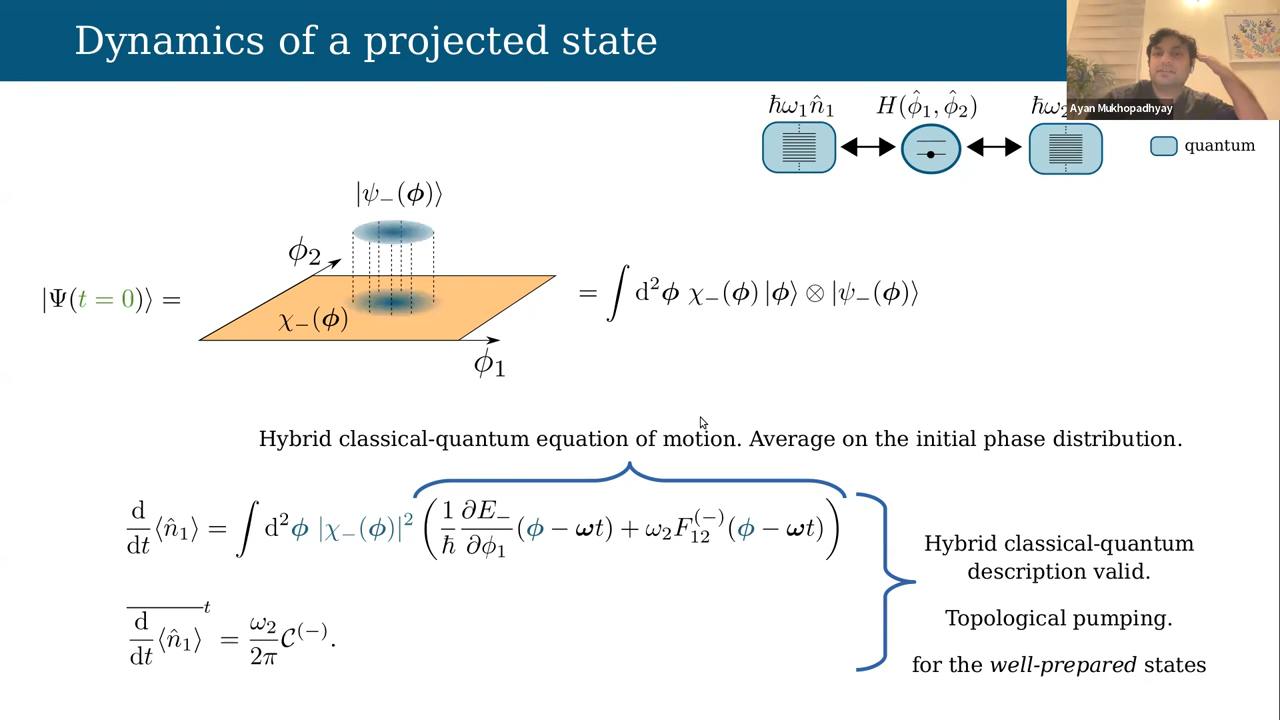 Dynamics of a projected state
Ayan Mukhopadhyay
ħω₁n̂₁
H(ϕ̂₁, ϕ̂₂)
ħω₂
quantum
|ψ₋(ϕ)⟩
ϕ₂
|Ψ(t = 0)⟩ =
χ₋(ϕ)
ϕ₁
= ∫ d²ϕ χ₋(ϕ) |ϕ⟩ ⊗ |ψ₋(ϕ)⟩
Hybrid classical-quantum equation of motion. Average on the initial phase distribution.
d/dt ⟨n̂₁⟩ = ∫ d²ϕ |χ₋(ϕ)|² ( 1/ħ ∂E₋/∂ϕ₁ (ϕ − ωt) + ω₂F₁₂⁽⁻⁾(ϕ − ωt) )
Hybrid classical-quantum
description valid.
Topological pumping.
for the well-prepared states
d/dt ⟨n̂₁⟩ t = ω₂/2π 𝒞⁽⁻⁾.